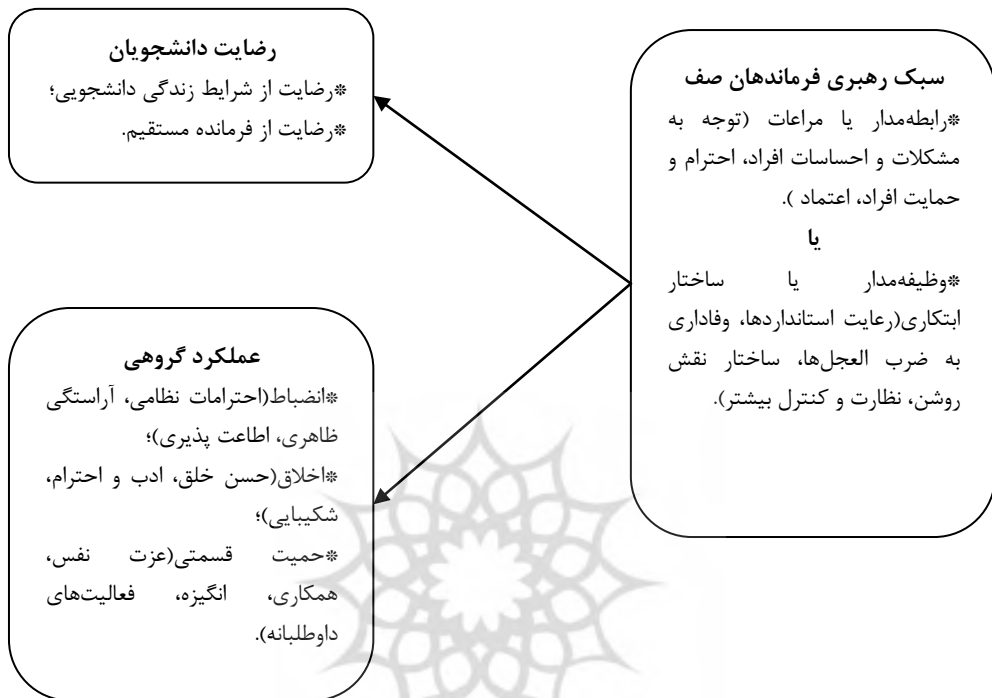 سبک رهبری فرماندهان صف
*رابطه‌مدار یا مراعات (توجه به
مشکلات و احساسات افراد، احترام و
حمایت افراد، اعتماد ).
یا
*وظیفه‌مدار یا ساختار
ابتکاری(رعایت استانداردها، وفاداری
به ضرب العجل‌ها، ساختار نقش
روشن، نظارت و کنترل بیشتر).
رضایت دانشجویان
*رضایت از شرایط زندگی دانشجویی؛
*رضایت از فرمانده مستقیم.
عملکرد گروهی
*انضباط(احترامات نظامی، آراستگی
ظاهری، اطاعت پذیری)؛
*اخلاق(حسن خلق، ادب و احترام،
شکیبایی)؛
*حمیت قسمتی(عزت نفس،
همکاری، انگیزه، فعالیت‌های
داوطلبانه).